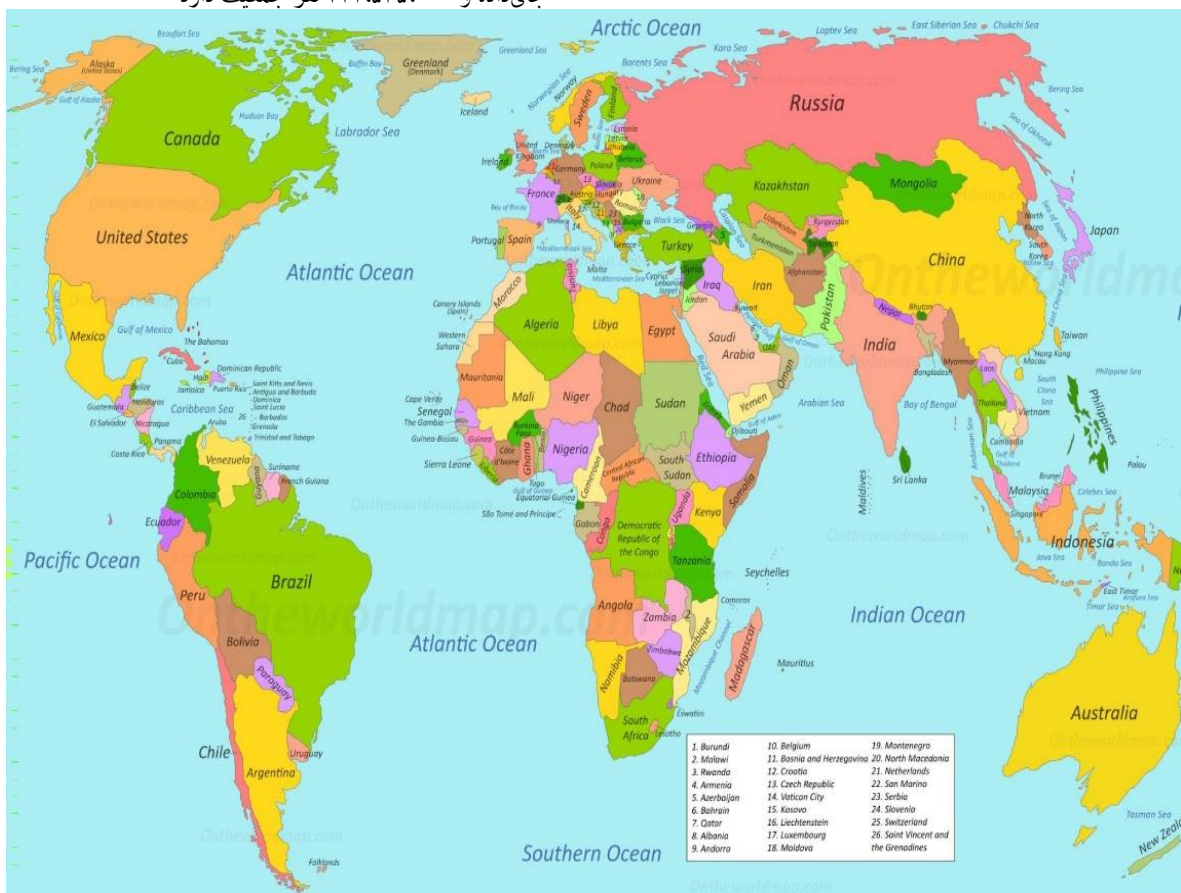 جای‌داده و
نفر جمعیت دارد
Arctic Ocean
Beaufort Sea
Baffin Bay
Greenland Sea
Norwegian Sea
Barents Sea
Kara Sea
Laptev Sea
East Siberian Sea
Chukchi Sea
Bering Sea
Alaska
(United States)
Gulf of Alaska
Greenland
(Denmark)
Iceland
Canada
Hudson Bay
Labrador Sea
Norway
Sweden
Finland
Russia
Bering Sea
Sea of Okhotsk
Estonia
Latvia
Lithuania
Belarus
Denmark
North Sea
United
Kingdom
Ireland
Germany
Poland
Ukraine
France
Austria
Hungary
Slovakia
Romania
Bulgaria
Italy
Monaco
Bay of Biscay
Portugal
Spain
Greece
Black Sea
Georgia
Caspian Sea
Turkey
Kazakhstan
Uzbekistan
Turkmenistan
Kyrgyzstan
Mongolia
China
North
Korea
South
Korea
Sea of Japan
Japan
Yellow Sea
East China Sea
United States
Atlantic Ocean
Mediterranean Sea
Mediterranean Sea
Malta
Cyprus
Lebanon
Israel
Syria
Jordan
Iraq
Kuwait
Iran
Persian Gulf
Gulf of Oman
Afghanistan
Pakistan
India
Nepal
Bhutan
Bangladesh
Myanmar
Taiwan
Hong Kong
Macau
Mexico
Gulf of Mexico
The Bahamas
Cuba
Dominican Republic
Haiti
Jamaica
Puerto Rico
Belize
Guatemala
Honduras
El Salvador
Nicaragua
Costa Rica
Panama
Caribbean Sea
Aruba
Saint Kitts and Nevis
Antigua and Barbuda
Dominica
Saint Lucia
26
Barbados
Grenada
Trinidad and Tobago
Canary Islands
(Spain)
Western
Sahara
Morocco
Algeria
Tunisia
Libya
Egypt
Red Sea
Saudi
Arabia
UAE
Oman
Yemen
Gulf of Aden
Arabian Sea
Mauritania
Mali
Niger
Chad
Sudan
Eritrea
Djibouti
Cape Verde
Senegal
The Gambia
Guinea-Bissau
Guinea
Sierra Leone
Liberia
Côte
d'Ivoire
Burkina
Faso
Ghana
Togo
Benin
Nigeria
Cameroon
Central African
Republic
South
Sudan
Ethiopia
Somalia
Gulf of Guinea
Equatorial Guinea
São Tomé and Príncipe
Gabon
Congo
Democratic
Republic of
the Congo
Uganda
Kenya
Tanzania
Bay of Bengal
Sri Lanka
Maldives
Andaman Sea
Laos
Thailand
Vietnam
Cambodia
Gulf of
Thailand
South
China
Sea
Philippine Sea
Philippines
Palau
Brunei
Malaysia
Singapore
Celebes Sea
Indonesia
Java Sea
Banda Sea
East Timor
Timor Sea
Arafura Sea
Venezuela
Colombia
Guyana
Suriname
French Guiana
Ecuador
Peru
Brazil
Bolivia
Paraguay
Chile
Argentina
Uruguay
Falklands
Pacific Ocean
Atlantic Ocean
Seychelles
Comoros
Angola
Zambia
2
Mozambique
Mozambique Channel
Zimbabwe
Namibia
Botswana
South
Africa
Eswatini
Lesotho
Madagascar
Mauritius
Indian Ocean
Australia
Tasman Sea
New Zeal
Southern Ocean
1. Burundi
2. Malawi
3. Rwanda
4. Armenia
5. Azerbaijan
6. Bahrain
7. Qatar
8. Albania
9. Andorra
10. Belgium
11. Bosnia and Herzegovina
12. Croatia
13. Czech Republic
14. Vatican City
15. Kosovo
16. Liechtenstein
17. Luxembourg
18. Moldova
19. Montenegro
20. North Macedonia
21. Netherlands
22. San Marino
23. Serbia
24. Slovenia
25. Switzerland
26. Saint Vincent and
the Grenadines
Ontheworldmap.com